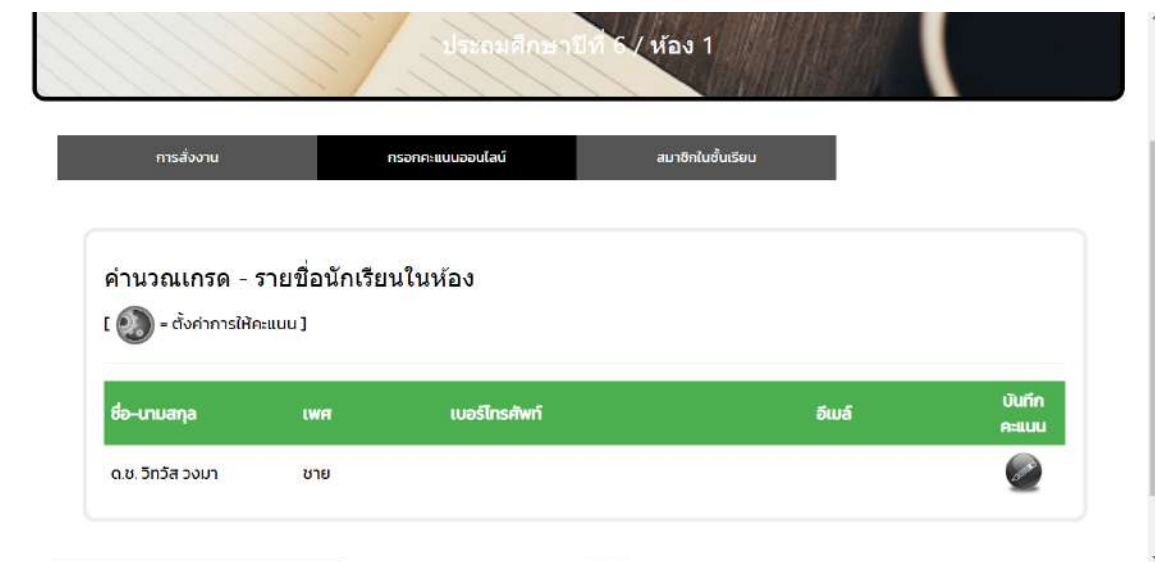 ประถมศึกษาปีที่ 6 / ห้อง 1
การสั่งงาน กรอกคะแนนออนไลน์ สมาชิกในชั้นเรียน
คำนวณเกรด - รายชื่อนักเรียนในห้อง
[ = ตั้งค่าการให้คะแนน ]
ชื่อ-นามสกุล เพศ เบอร์โทรศัพท์ อีเมล์ บันทึก
คะแนน
ด.ช. วิทวัส วงมา ชาย